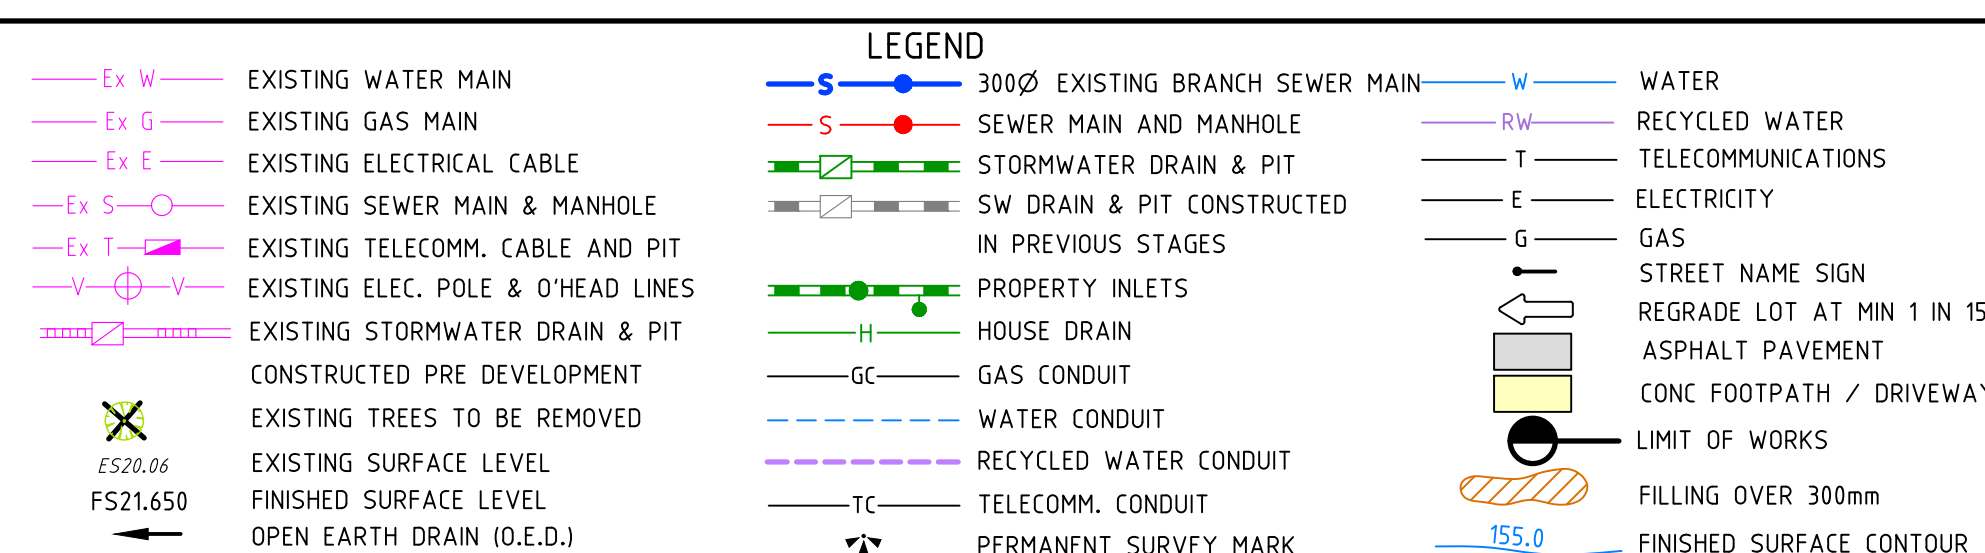 LEGEND
Ex W EXISTING WATER MAIN
Ex G EXISTING GAS MAIN
Ex E EXISTING ELECTRICAL CABLE
Ex S EXISTING SEWER MAIN & MANHOLE
Ex T EXISTING TELECOMM. CABLE AND PIT
V V EXISTING ELEC. POLE & O'HEAD LINES
EXISTING STORMWATER DRAIN & PIT
CONSTRUCTED PRE DEVELOPMENT
EXISTING TREES TO BE REMOVED
ES20.06 EXISTING SURFACE LEVEL
FS21.650 FINISHED SURFACE LEVEL
OPEN EARTH DRAIN (O.E.D.)
S 300Ø EXISTING BRANCH SEWER MAIN
S SEWER MAIN AND MANHOLE
STORMWATER DRAIN & PIT
SW DRAIN & PIT CONSTRUCTED
IN PREVIOUS STAGES
PROPERTY INLETS
H HOUSE DRAIN
GC GAS CONDUIT
WATER CONDUIT
RECYCLED WATER CONDUIT
TC TELECOMM. CONDUIT
PERMANENT SURVEY MARK
W WATER
RW RECYCLED WATER
T TELECOMMUNICATIONS
E ELECTRICITY
G GAS
STREET NAME SIGN
REGRADE LOT AT MIN 1 IN 15
ASPHALT PAVEMENT
CONC FOOTPATH / DRIVEWAY
LIMIT OF WORKS
FILLING OVER 300mm
155.0 FINISHED SURFACE CONTOUR